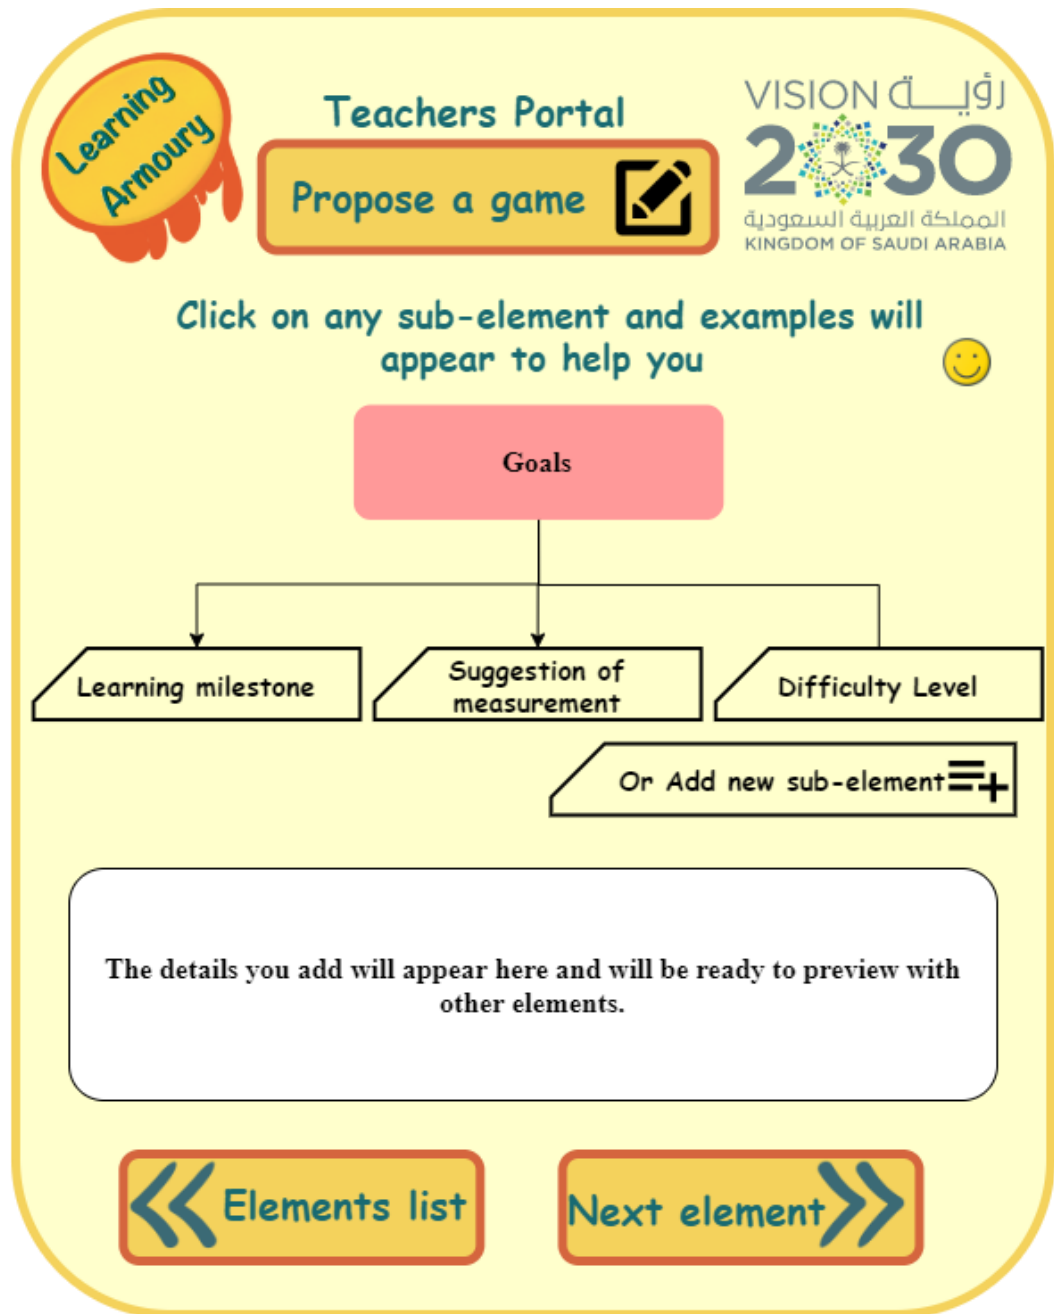 Learning
Armoury
Teachers Portal
Propose a game
VISION رؤيـــة
2030
المملكة العربية السعودية
KINGDOM OF SAUDI ARABIA
Click on any sub-element and examples will
appear to help you
Goals
Learning milestone
Suggestion of
measurement
Difficulty Level
Or Add new sub-element
The details you add will appear here and will be ready to preview with
other elements.
Elements list
Next element